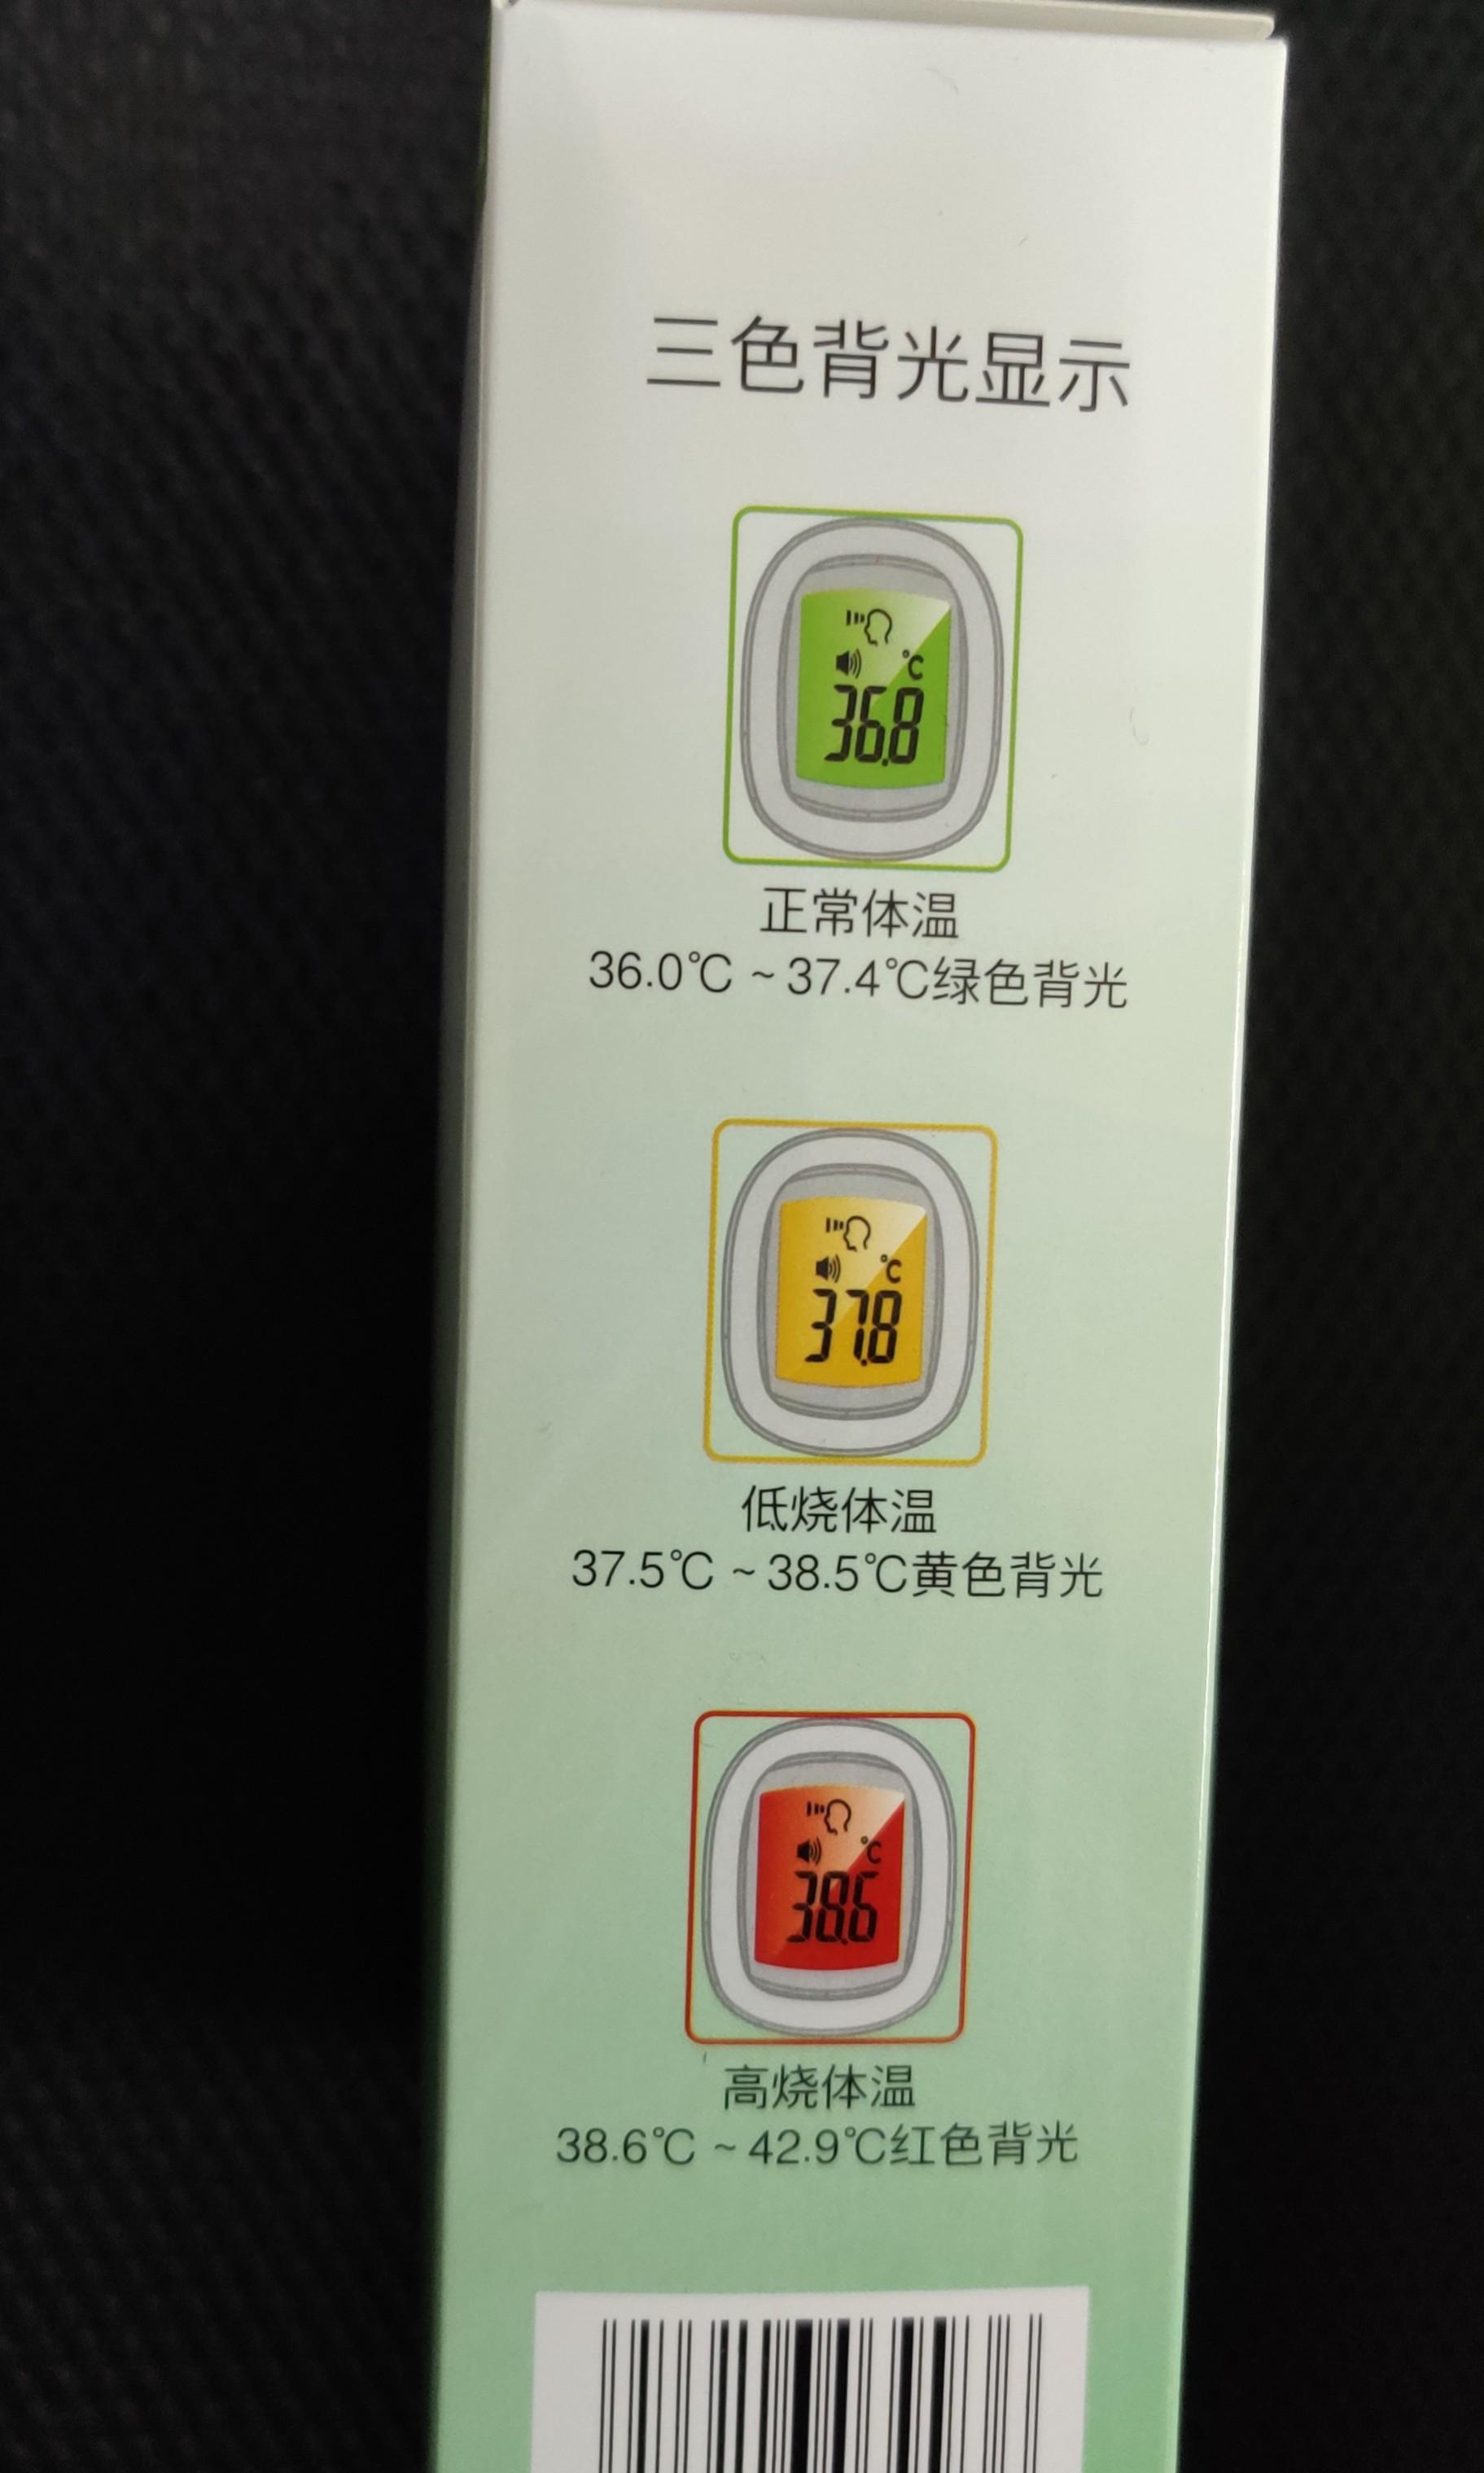 三色背光显示
℃
36.8
正常体温
36.0℃ ~ 37.4℃绿色背光
℃
37.8
低烧体温
37.5℃ ~ 38.5℃黄色背光
℃
38.6
高烧体温
38.6℃ ~ 42.9℃红色背光